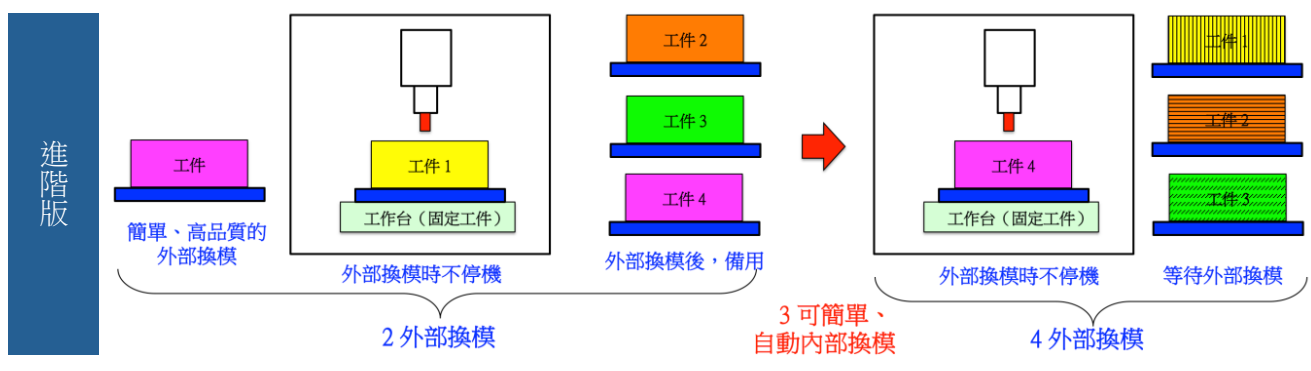 進階版
工件
簡單、高品質的
外部換模
工件 1
工作台（固定工件）
外部換模時不停機
工件 2
工件 3
工件 4
外部換模後，備用
2 外部換模
3 可簡單、
自動內部換模
工件 4
工作台（固定工件）
外部換模時不停機
工件 1
工件 2
工件 3
等待外部換模
4 外部換模